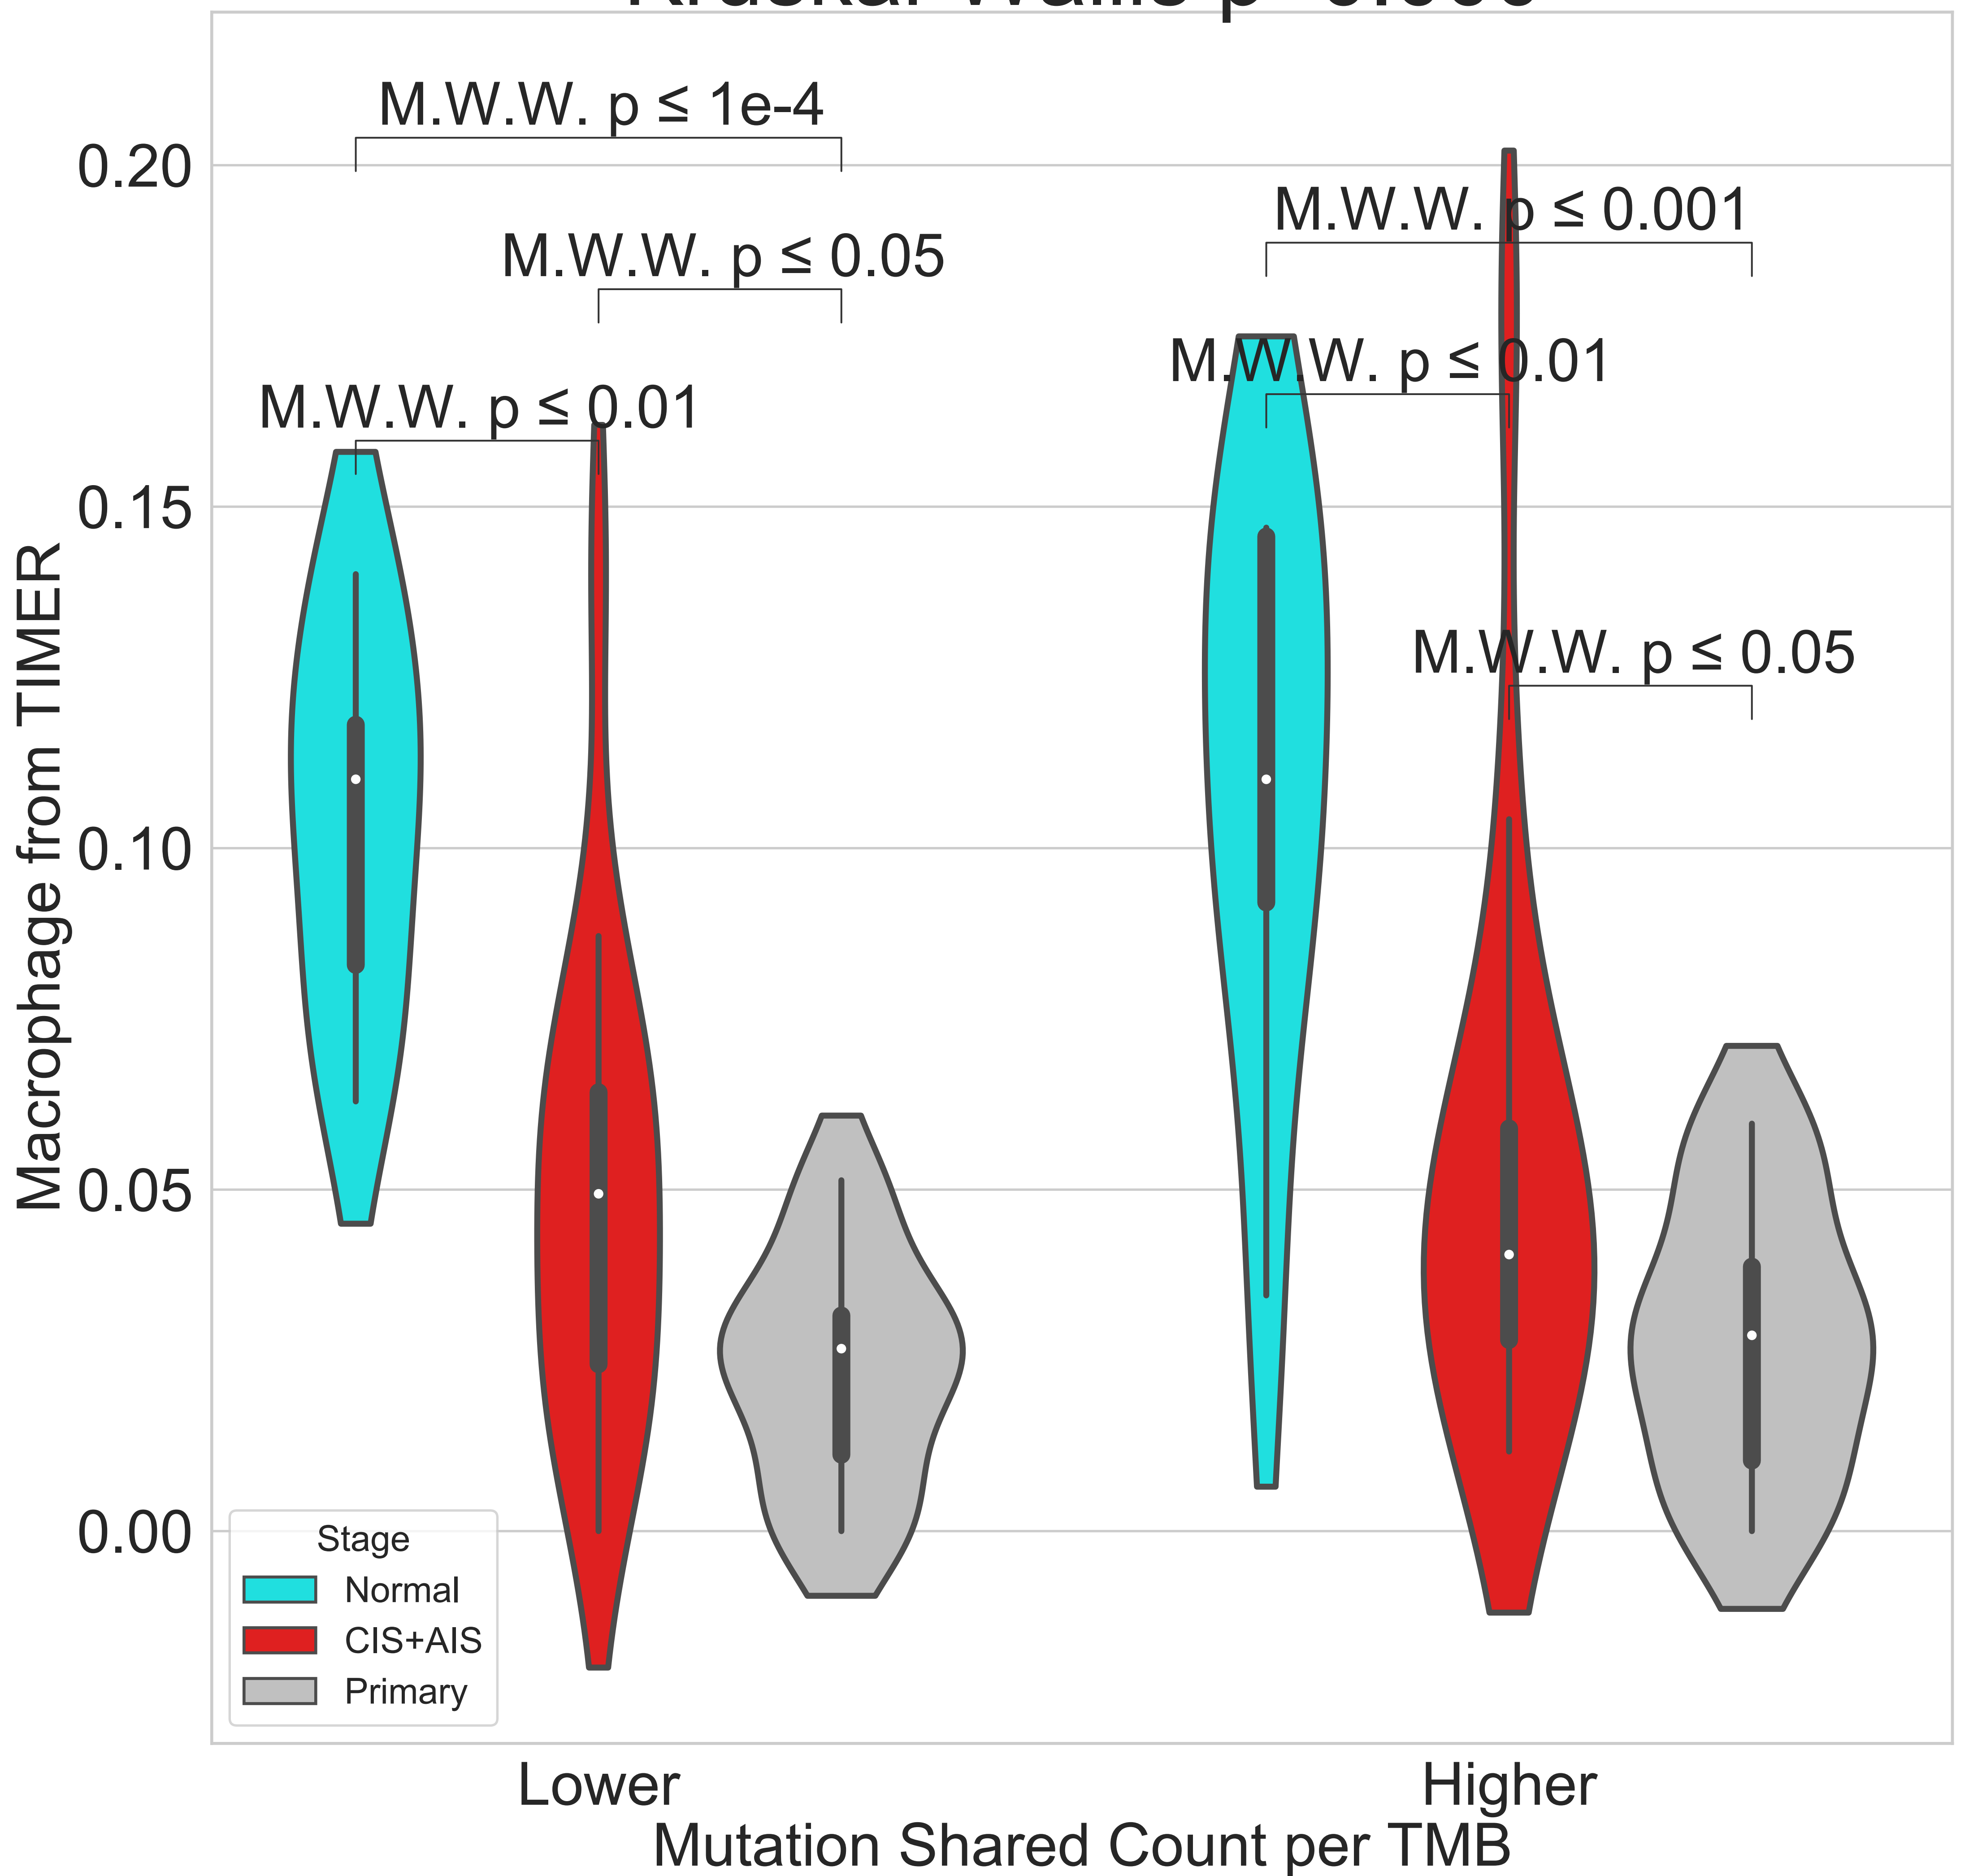 M.W.W. p ≤ 1e-4
0.20
M.W.W. p ≤ 0.001
M.W.W. p ≤ 0.05
M.W.W. p ≤ 0.01
M.W.W. p ≤ 0.01
0.15
M.W.W. p ≤ 0.05
0.10
0.05
0.00
Macrophage from TIMER
Stage
Normal
CIS+AIS
Primary
Lower
Higher
Mutation Shared Count per TMB